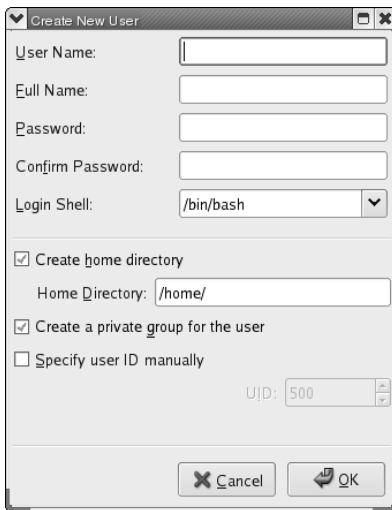 Create New User
User Name:
Full Name:
Password:
Confirm Password:
Login Shell: /bin/bash
Create home directory
Home Directory: /home/
Create a private group for the user
Specify user ID manually
UID: 500
Cancel OK